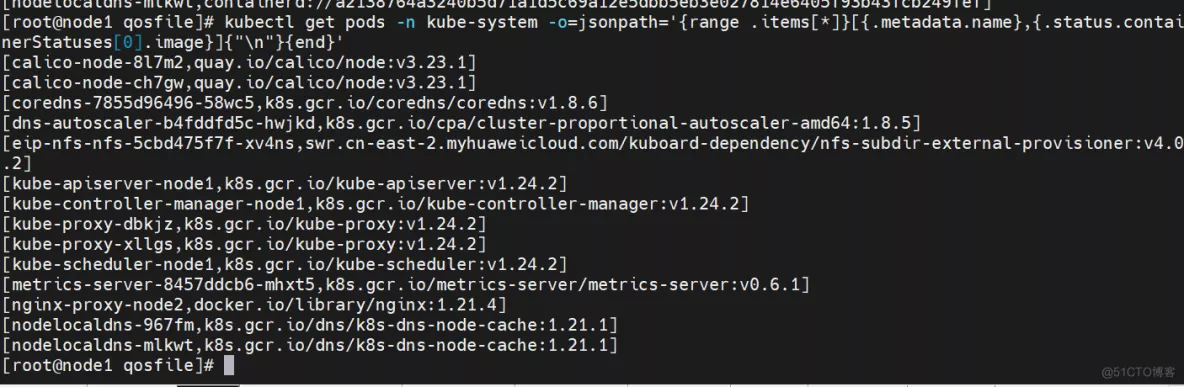 [root@node1 qosfile]# kubectl get pods -n kube-system -o=jsonpath='{range .items[*]}[{.metadata.name},{.status.contai
nerStatuses[0].image}]{"\n"}{end}'
[calico-node-8l7m2,quay.io/calico/node:v3.23.1]
[calico-node-ch7gw,quay.io/calico/node:v3.23.1]
[coredns-7855d96496-58wc5,k8s.gcr.io/coredns/coredns:v1.8.6]
[dns-autoscaler-b4fddfd5c-hwjkd,k8s.gcr.io/cpa/cluster-proportional-autoscaler-amd64:1.8.5]
[eip-nfs-nfs-5cbd475f7f-xv4ns,swr.cn-east-2.myhuaweicloud.com/kuboard-dependency/nfs-subdir-external-provisioner:v4.0
.2]
[kube-apiserver-node1,k8s.gcr.io/kube-apiserver:v1.24.2]
[kube-controller-manager-node1,k8s.gcr.io/kube-controller-manager:v1.24.2]
[kube-proxy-dbkjz,k8s.gcr.io/kube-proxy:v1.24.2]
[kube-proxy-xllgs,k8s.gcr.io/kube-proxy:v1.24.2]
[kube-scheduler-node1,k8s.gcr.io/kube-scheduler:v1.24.2]
[metrics-server-8457ddcb6-mhxt5,k8s.gcr.io/metrics-server/metrics-server:v0.6.1]
[nginx-proxy-node2,docker.io/library/nginx:1.21.4]
[nodelocaldns-967fm,k8s.gcr.io/dns/k8s-dns-node-cache:1.21.1]
[nodelocaldns-mlkwt,k8s.gcr.io/dns/k8s-dns-node-cache:1.21.1]
[root@node1 qosfile]#
@51CTO博客